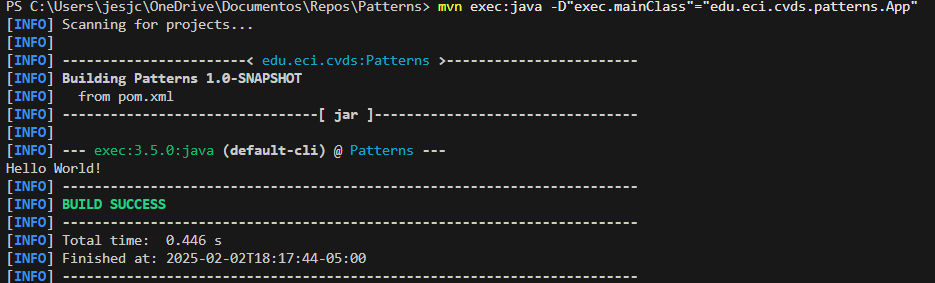 PS C:\Users\jesjc\OneDrive\Documentos\Repos\Patterns> mvn exec:java -D"exec.mainClass"="edu.eci.cvds.patterns.App"
[INFO] Scanning for projects...
[INFO]
[INFO] -----------------------< edu.eci.cvds:Patterns >------------------------
[INFO] Building Patterns 1.0-SNAPSHOT
[INFO]   from pom.xml
[INFO] --------------------------------[ jar ]---------------------------------
[INFO]
[INFO] --- exec:3.5.0:java (default-cli) @ Patterns ---
Hello World!
[INFO] ------------------------------------------------------------------------
[INFO] BUILD SUCCESS
[INFO] ------------------------------------------------------------------------
[INFO] Total time:  0.446 s
[INFO] Finished at: 2025-02-02T18:17:44-05:00
[INFO] ------------------------------------------------------------------------